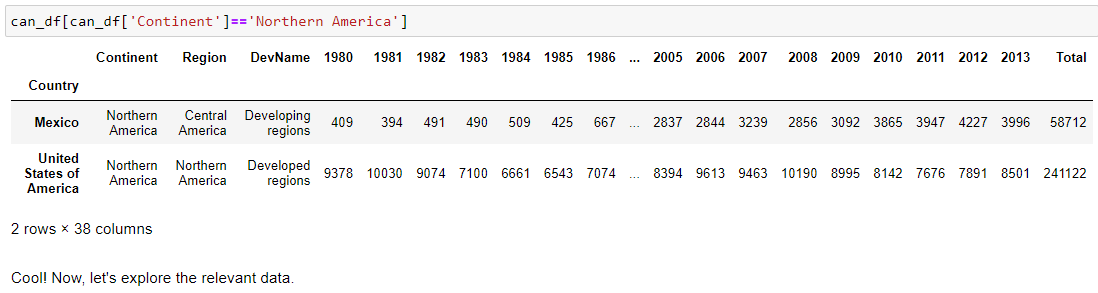 can_df[can_df['Continent']=='Northern America']
Continent Region DevName 1980 1981 1982 1983 1984 1985 1986 ... 2005 2006 2007 2008 2009 2010 2011 2012 2013 Total
Country
Mexico Northern America Central America Developing regions 409 394 491 490 509 425 667 ... 2837 2844 3239 2856 3092 3865 3947 4227 3996 58712
United States of America Northern America Northern America Developed regions 9378 10030 9074 7100 6661 6543 7074 ... 8394 9613 9463 10190 8995 8142 7676 7891 8501 241122
2 rows × 38 columns
Cool! Now, let's explore the relevant data.